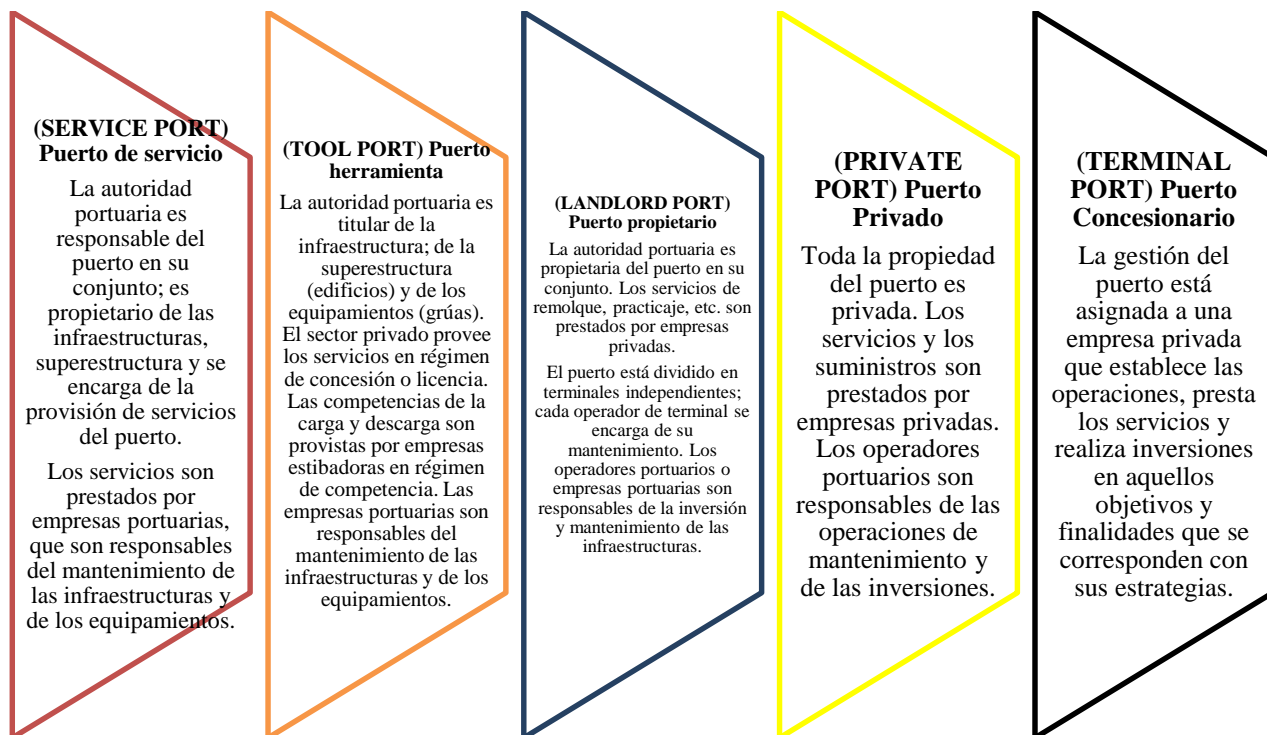 (SERVICE PORT)
Puerto de servicio
La autoridad
portuaria es
responsable del
puerto en su
conjunto; es
propietario de las
infraestructuras,
superestructura y se
encarga de la
provisión de servicios
del puerto.
Los servicios son
prestados por
empresas portuarias,
que son responsables
del mantenimiento de
las infraestructuras y
de los equipamientos.
(TOOL PORT) Puerto
herramienta
La autoridad portuaria es
titular de la
infraestructura; de la
superestructura
(edificios) y de los
equipamientos (grúas).
El sector privado provee
los servicios en régimen
de concesión o licencia.
Las competencias de la
carga y descarga son
provistas por empresas
estibadoras en régimen
de competencia. Las
empresas portuarias son
responsables del
mantenimiento de las
infraestructuras y de los
equipamientos.
(LANDLORD PORT)
Puerto propietario
La autoridad portuaria es
propietaria del puerto en su
conjunto. Los servicios de
remolque, practicaje, etc. son
prestados por empresas
privadas.
El puerto está dividido en
terminales independientes;
cada operador de terminal se
encarga de su
mantenimiento. Los
operadores portuarios o
empresas portuarias son
responsables de la inversión
y mantenimiento de las
infraestructuras.
(PRIVATE
PORT) Puerto
Privado
Toda la propiedad
del puerto es
privada. Los
servicios y los
suministros son
prestados por
empresas privadas.
Los operadores
portuarios son
responsables de las
operaciones de
mantenimiento y
de las inversiones.
(TERMINAL
PORT) Puerto
Concesionario
La gestión del
puerto está
asignada a una
empresa privada
que establece las
operaciones, presta
los servicios y
realiza inversiones
en aquellos
objetivos y
finalidades que se
corresponden con
sus estrategias.